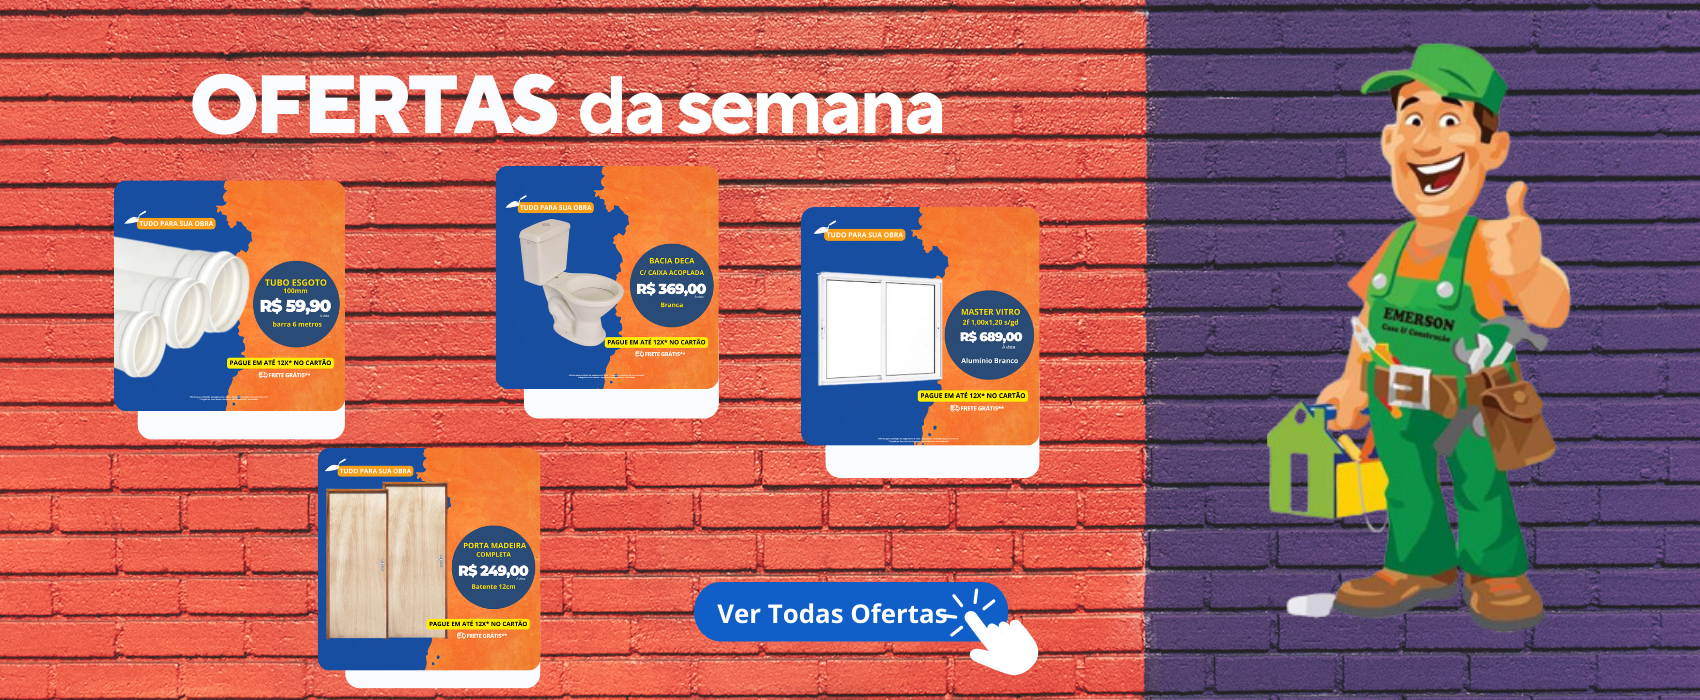 OFERTAS da semana
TUDO PARA SUA OBRA
TUBO ESGOTO
100mm
R$ 59,90
barra 6 metros
PAGUE EM ATÉ 12X* NO CARTÃO
FRETE GRÁTIS**
TUDO PARA SUA OBRA
BACIA DECA
C/ CAIXA ACOPLADA
R$ 369,00
Branca
PAGUE EM ATÉ 12X* NO CARTÃO
FRETE GRÁTIS**
TUDO PARA SUA OBRA
MASTER VITRO
2f 1,00x1,20 s/gd
R$ 689,00
À vista
Alumínio Branco
PAGUE EM ATÉ 12X* NO CARTÃO
FRETE GRÁTIS**
TUDO PARA SUA OBRA
PORTA MADEIRA
COMPLETA
R$ 249,00
Batente 12cm
PAGUE EM ATÉ 12X* NO CARTÃO
FRETE GRÁTIS**
Ver Todas Ofertas
EMERSON
Casa & Construção